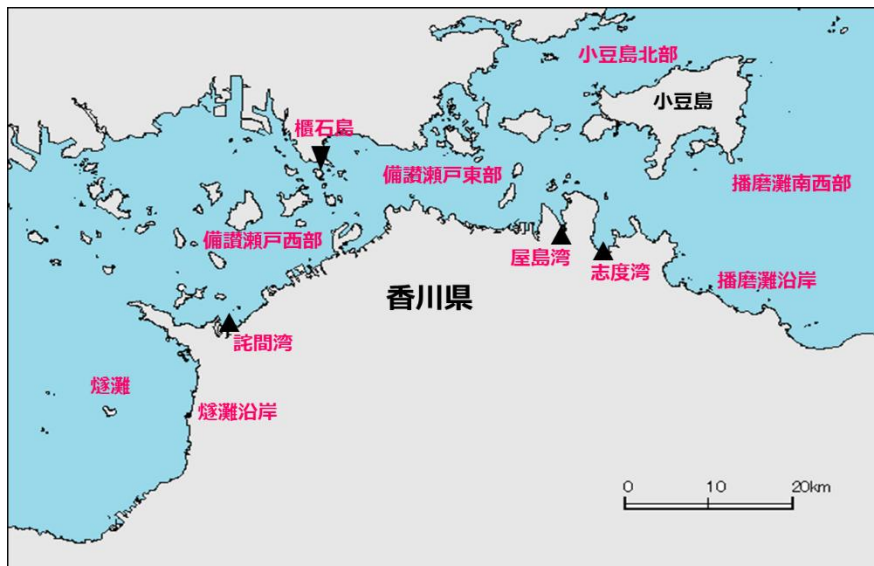 小豆島北部
小豆島
櫃石島
備讃瀬戸東部
播磨灘南西部
備讃瀬戸西部
屋島湾
志度湾
播磨灘沿岸
香川県
詫間湾
燧灘
燧灘沿岸
0 10 20km